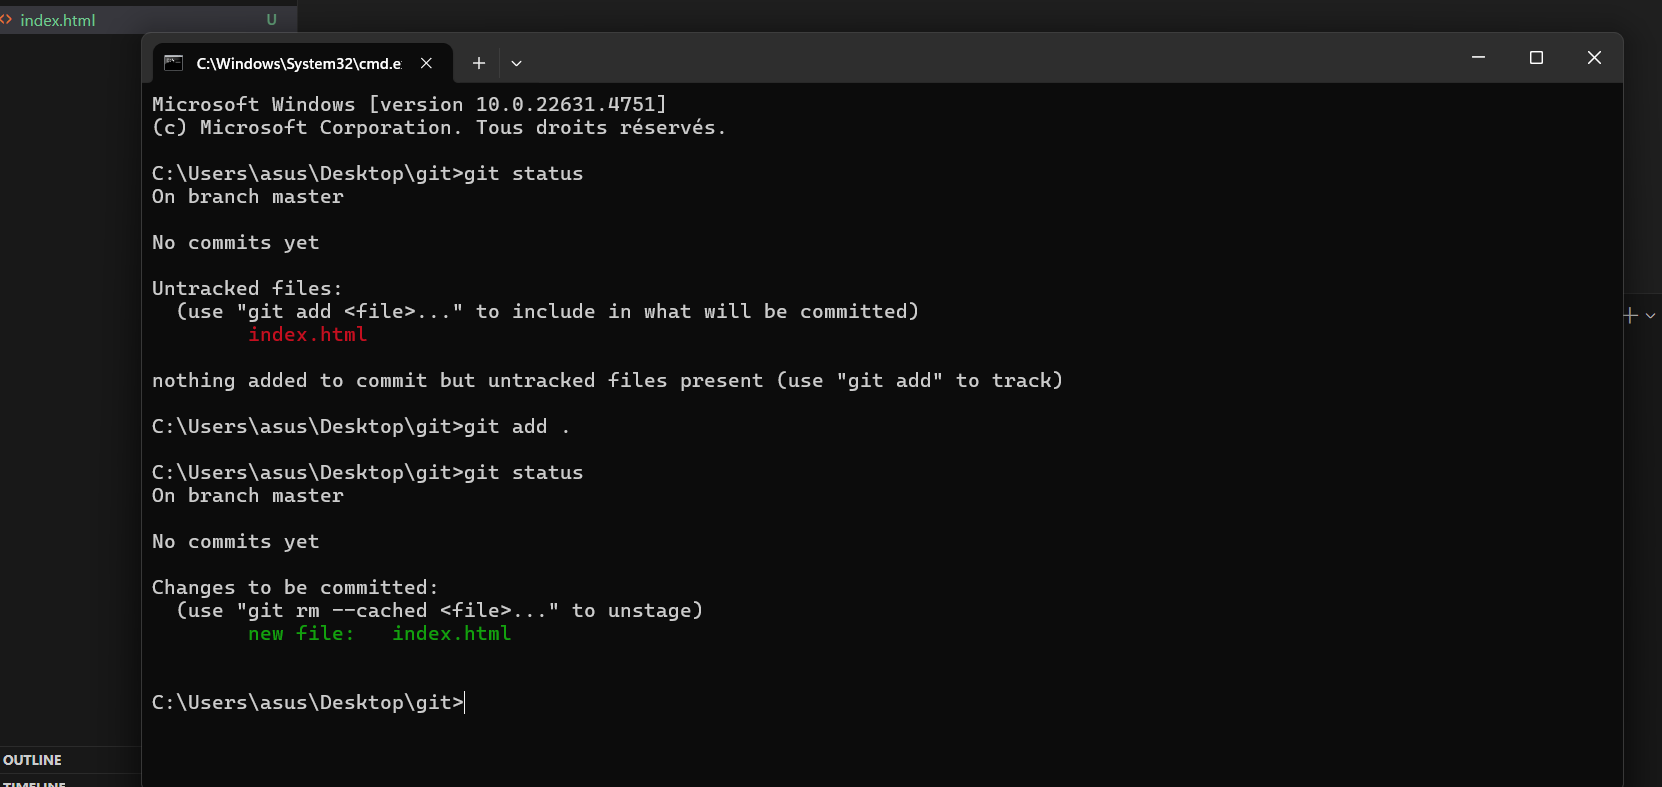 index.html U
C:\Windows\System32\cmd.e
Microsoft Windows [version 10.0.22631.4751]
(c) Microsoft Corporation. Tous droits réservés.
C:\Users\asus\Desktop\git>git status
On branch master
No commits yet
Untracked files:
(use "git add <file>..." to include in what will be committed)
index.html
nothing added to commit but untracked files present (use "git add" to track)
C:\Users\asus\Desktop\git>git add .
C:\Users\asus\Desktop\git>git status
On branch master
No commits yet
Changes to be committed:
(use "git rm --cached <file>..." to unstage)
new file:   index.html
C:\Users\asus\Desktop\git>
OUTLINE
TIMELINE